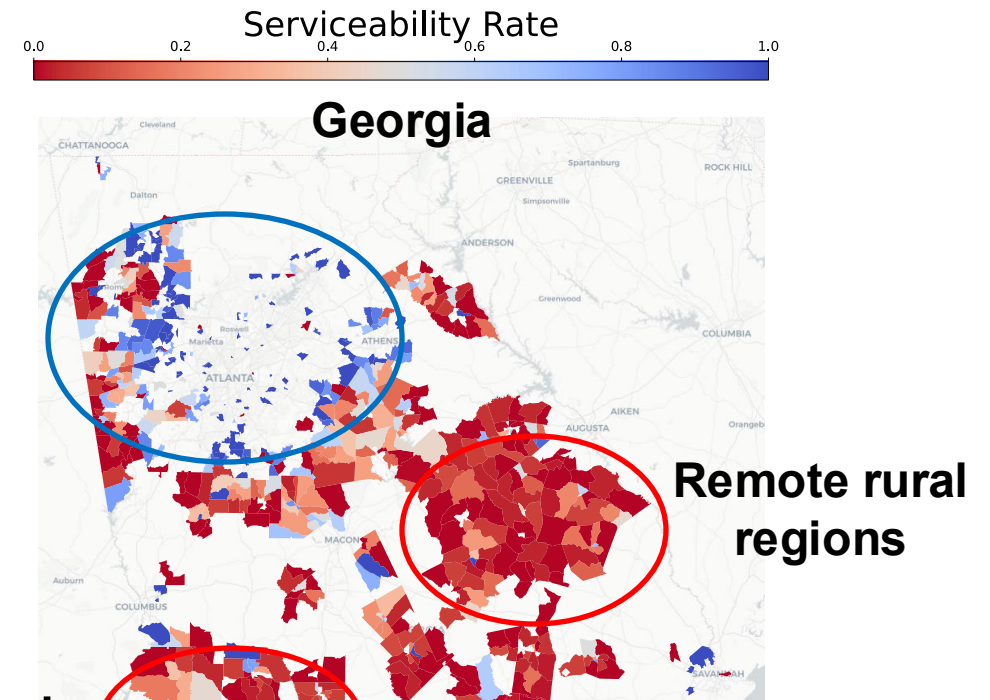 Serviceability Rate
0.0 0.2 0.4 0.6 0.8 1.0
Georgia
Cleveland
CHATTANOOGA
Spartanburg
ROCK HILL
GREENVILLE
Dalton
Simpsonville
ANDERSON
Rome
Greenwood
Roswell
COLUMBIA
Marietta
ATHENS
ATLANTA
AIKEN
AUGUSTA
Orangeb
Remote rural
regions
MACON
Auburn
COLUMBUS
SAVANNAH